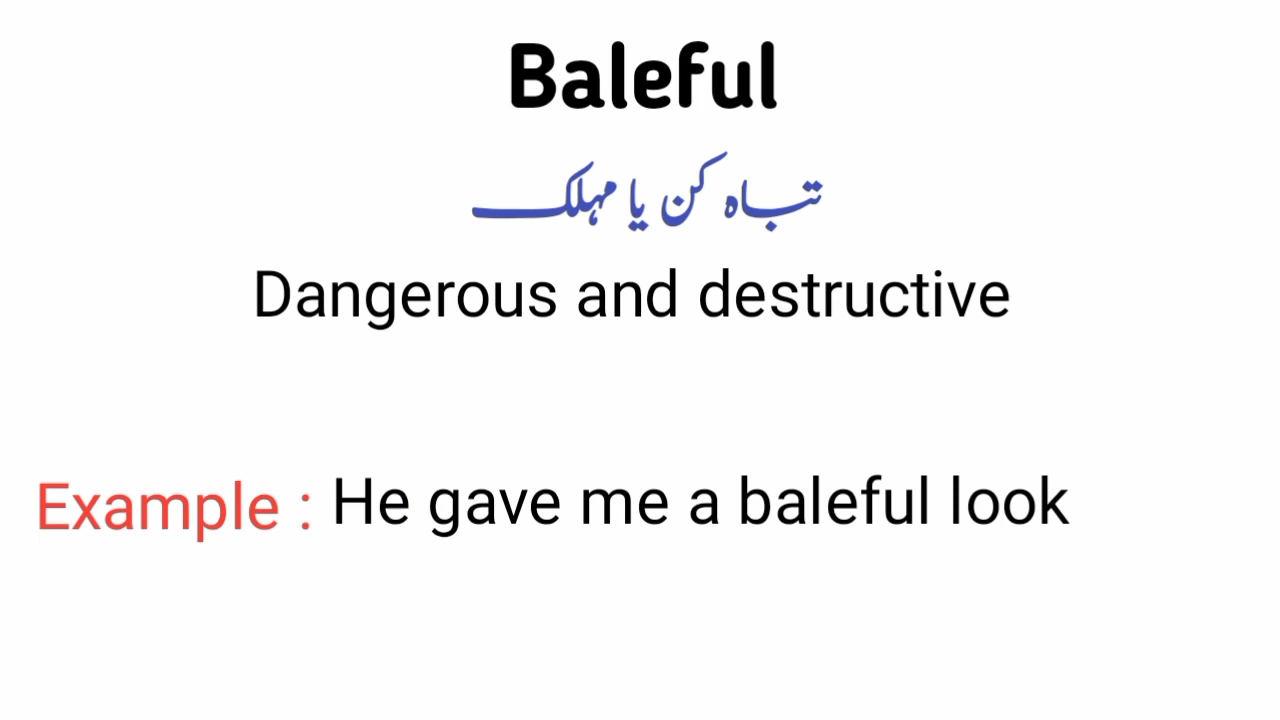 Baleful
تباہ کن یا مہلک
Dangerous and destructive
Example : He gave me a baleful look